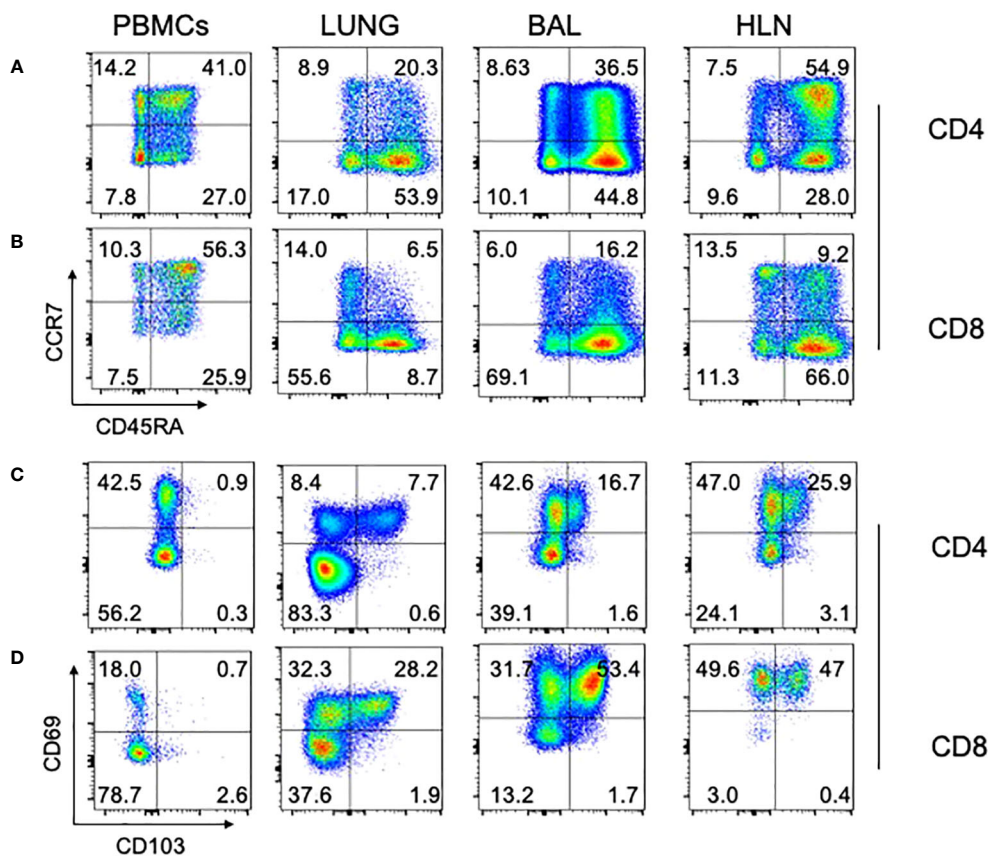 PBMCs LUNG BAL HLN
A
14.2 41.0 8.9 20.3 8.63 36.5 7.5 54.9
CD4
7.8 27.0 17.0 53.9 10.1 44.8 9.6 28.0
B
10.3 56.3 14.0 6.5 6.0 16.2 13.5 9.2
CCR7
CD8
7.5 25.9 55.6 8.7 69.1 11.3 66.0
CD45RA
C
42.5 0.9 8.4 7.7 42.6 16.7 47.0 25.9
CD4
56.2 0.3 83.3 0.6 39.1 1.6 24.1 3.1
D
18.0 0.7 32.3 28.2 31.7 53.4 49.6 47
CD69
CD8
78.7 2.6 37.6 1.9 13.2 1.7 3.0 0.4
CD103